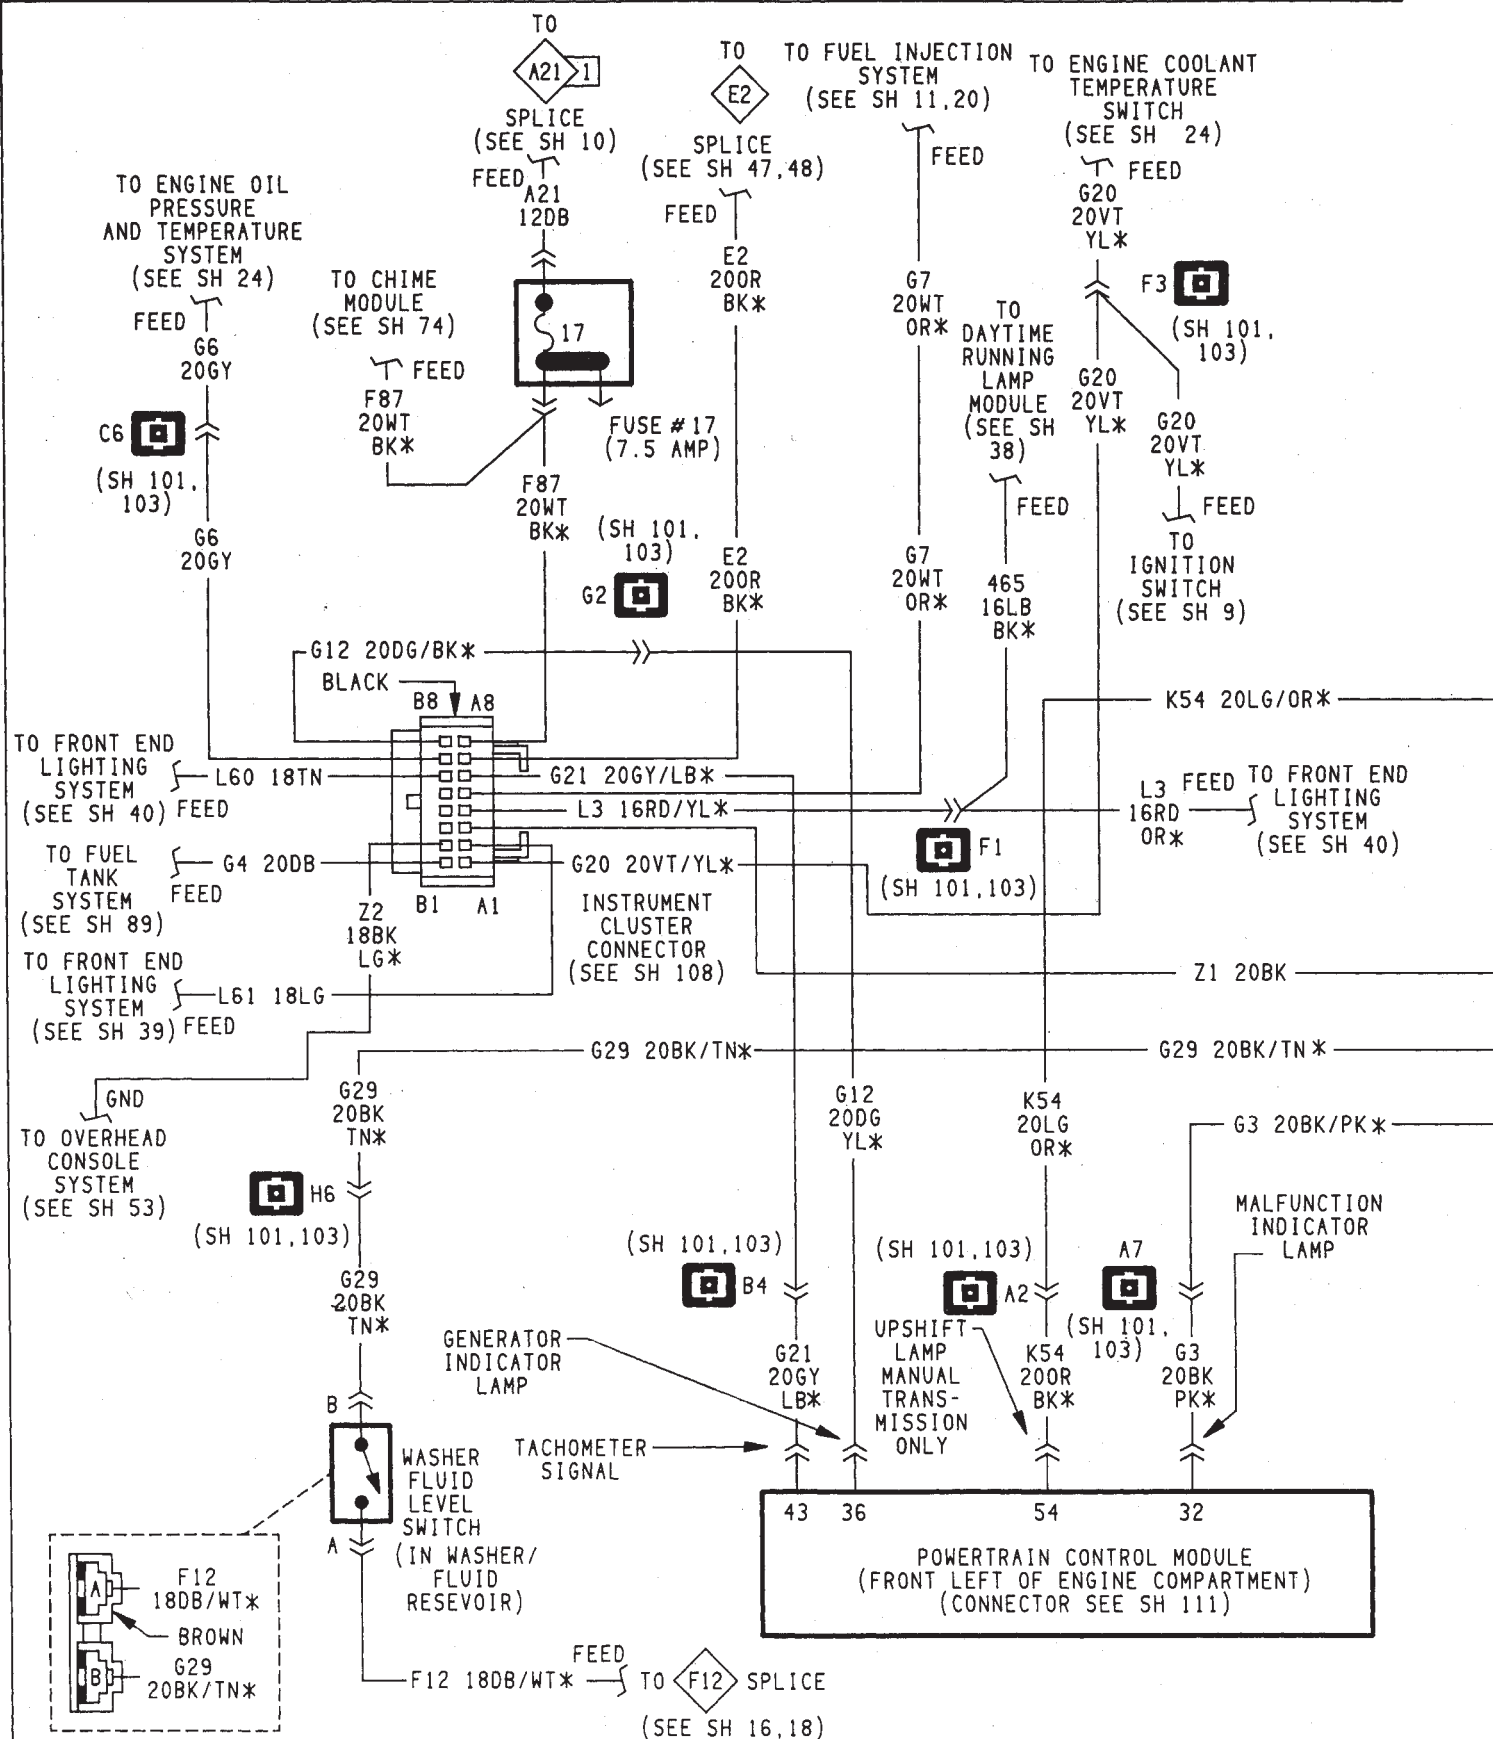 TO
A21
1
SPLICE
(SEE SH 10)
FEED
A21
12DB
TO
E2
SPLICE
(SEE SH 47,48)
FEED
E2
20OR
BK*
TO FUEL INJECTION
SYSTEM
(SEE SH 11,20)
FEED
G7
20WT
OR*
TO ENGINE COOLANT
TEMPERATURE
SWITCH
(SEE SH 24)
FEED
G20
20VT
YL*
F3
(SH 101,
103)
TO ENGINE OIL
PRESSURE
AND TEMPERATURE
SYSTEM
(SEE SH 24)
FEED
G6
20GY
C6
(SH 101,
103)
G6
20GY
TO CHIME
MODULE
(SEE SH 74)
FEED
F87
20WT
BK*
17
FUSE #17
(7.5 AMP)
F87
20WT
BK*
(SH 101,
103)
G2
E2
20OR
BK*
G7
20WT
OR*
TO
DAYTIME
RUNNING
LAMP
MODULE
(SEE SH
38)
FEED
465
16LB
BK*
G20
20VT
YL*
G20
20VT
YL*
FEED
TO
IGNITION
SWITCH
(SEE SH 9)
G12 20DG/BK*
BLACK
B8 A8
K54 20LG/OR*
TO FRONT END
LIGHTING
SYSTEM
(SEE SH 40)
FEED
L60 18TN
G21 20GY/LB*
L3 16RD/YL*
F1
(SH 101,103)
L3
16RD
OR*
FEED
TO FRONT END
LIGHTING
SYSTEM
(SEE SH 40)
TO FUEL
TANK
SYSTEM
(SEE SH 89)
FEED
G4 20DB
G20 20VT/YL*
B1 A1
INSTRUMENT
CLUSTER
CONNECTOR
(SEE SH 108)
Z2
18BK
LG*
TO FRONT END
LIGHTING
SYSTEM
(SEE SH 39)
FEED
L61 18LG
Z1 20BK
G29 20BK/TN*
G29 20BK/TN*
GND
TO OVERHEAD
CONSOLE
SYSTEM
(SEE SH 53)
G29
20BK
TN*
H6
(SH 101,103)
G29
20BK
TN*
G12
20DG
YL*
K54
20LG
OR*
G3 20BK/PK*
MALFUNCTION
INDICATOR
LAMP
(SH 101,103)
B4
(SH 101,103)
A2
A7
(SH 101,
103)
GENERATOR
INDICATOR
LAMP
G21
20GY
LB*
UPSHIFT
LAMP
MANUAL
TRANS-
MISSION
ONLY
K54
20OR
BK*
G3
20BK
PK*
TACHOMETER
SIGNAL
B
WASHER
FLUID
LEVEL
SWITCH
(IN WASHER/
FLUID
RESEVOIR)
A
43 36 54 32
POWERTRAIN CONTROL MODULE
(FRONT LEFT OF ENGINE COMPARTMENT)
(CONNECTOR SEE SH 111)
A
F12
18DB/WT*
BROWN
B
G29
20BK/TN*
F12 18DB/WT*
FEED
TO F12 SPLICE
(SEE SH 16,18)